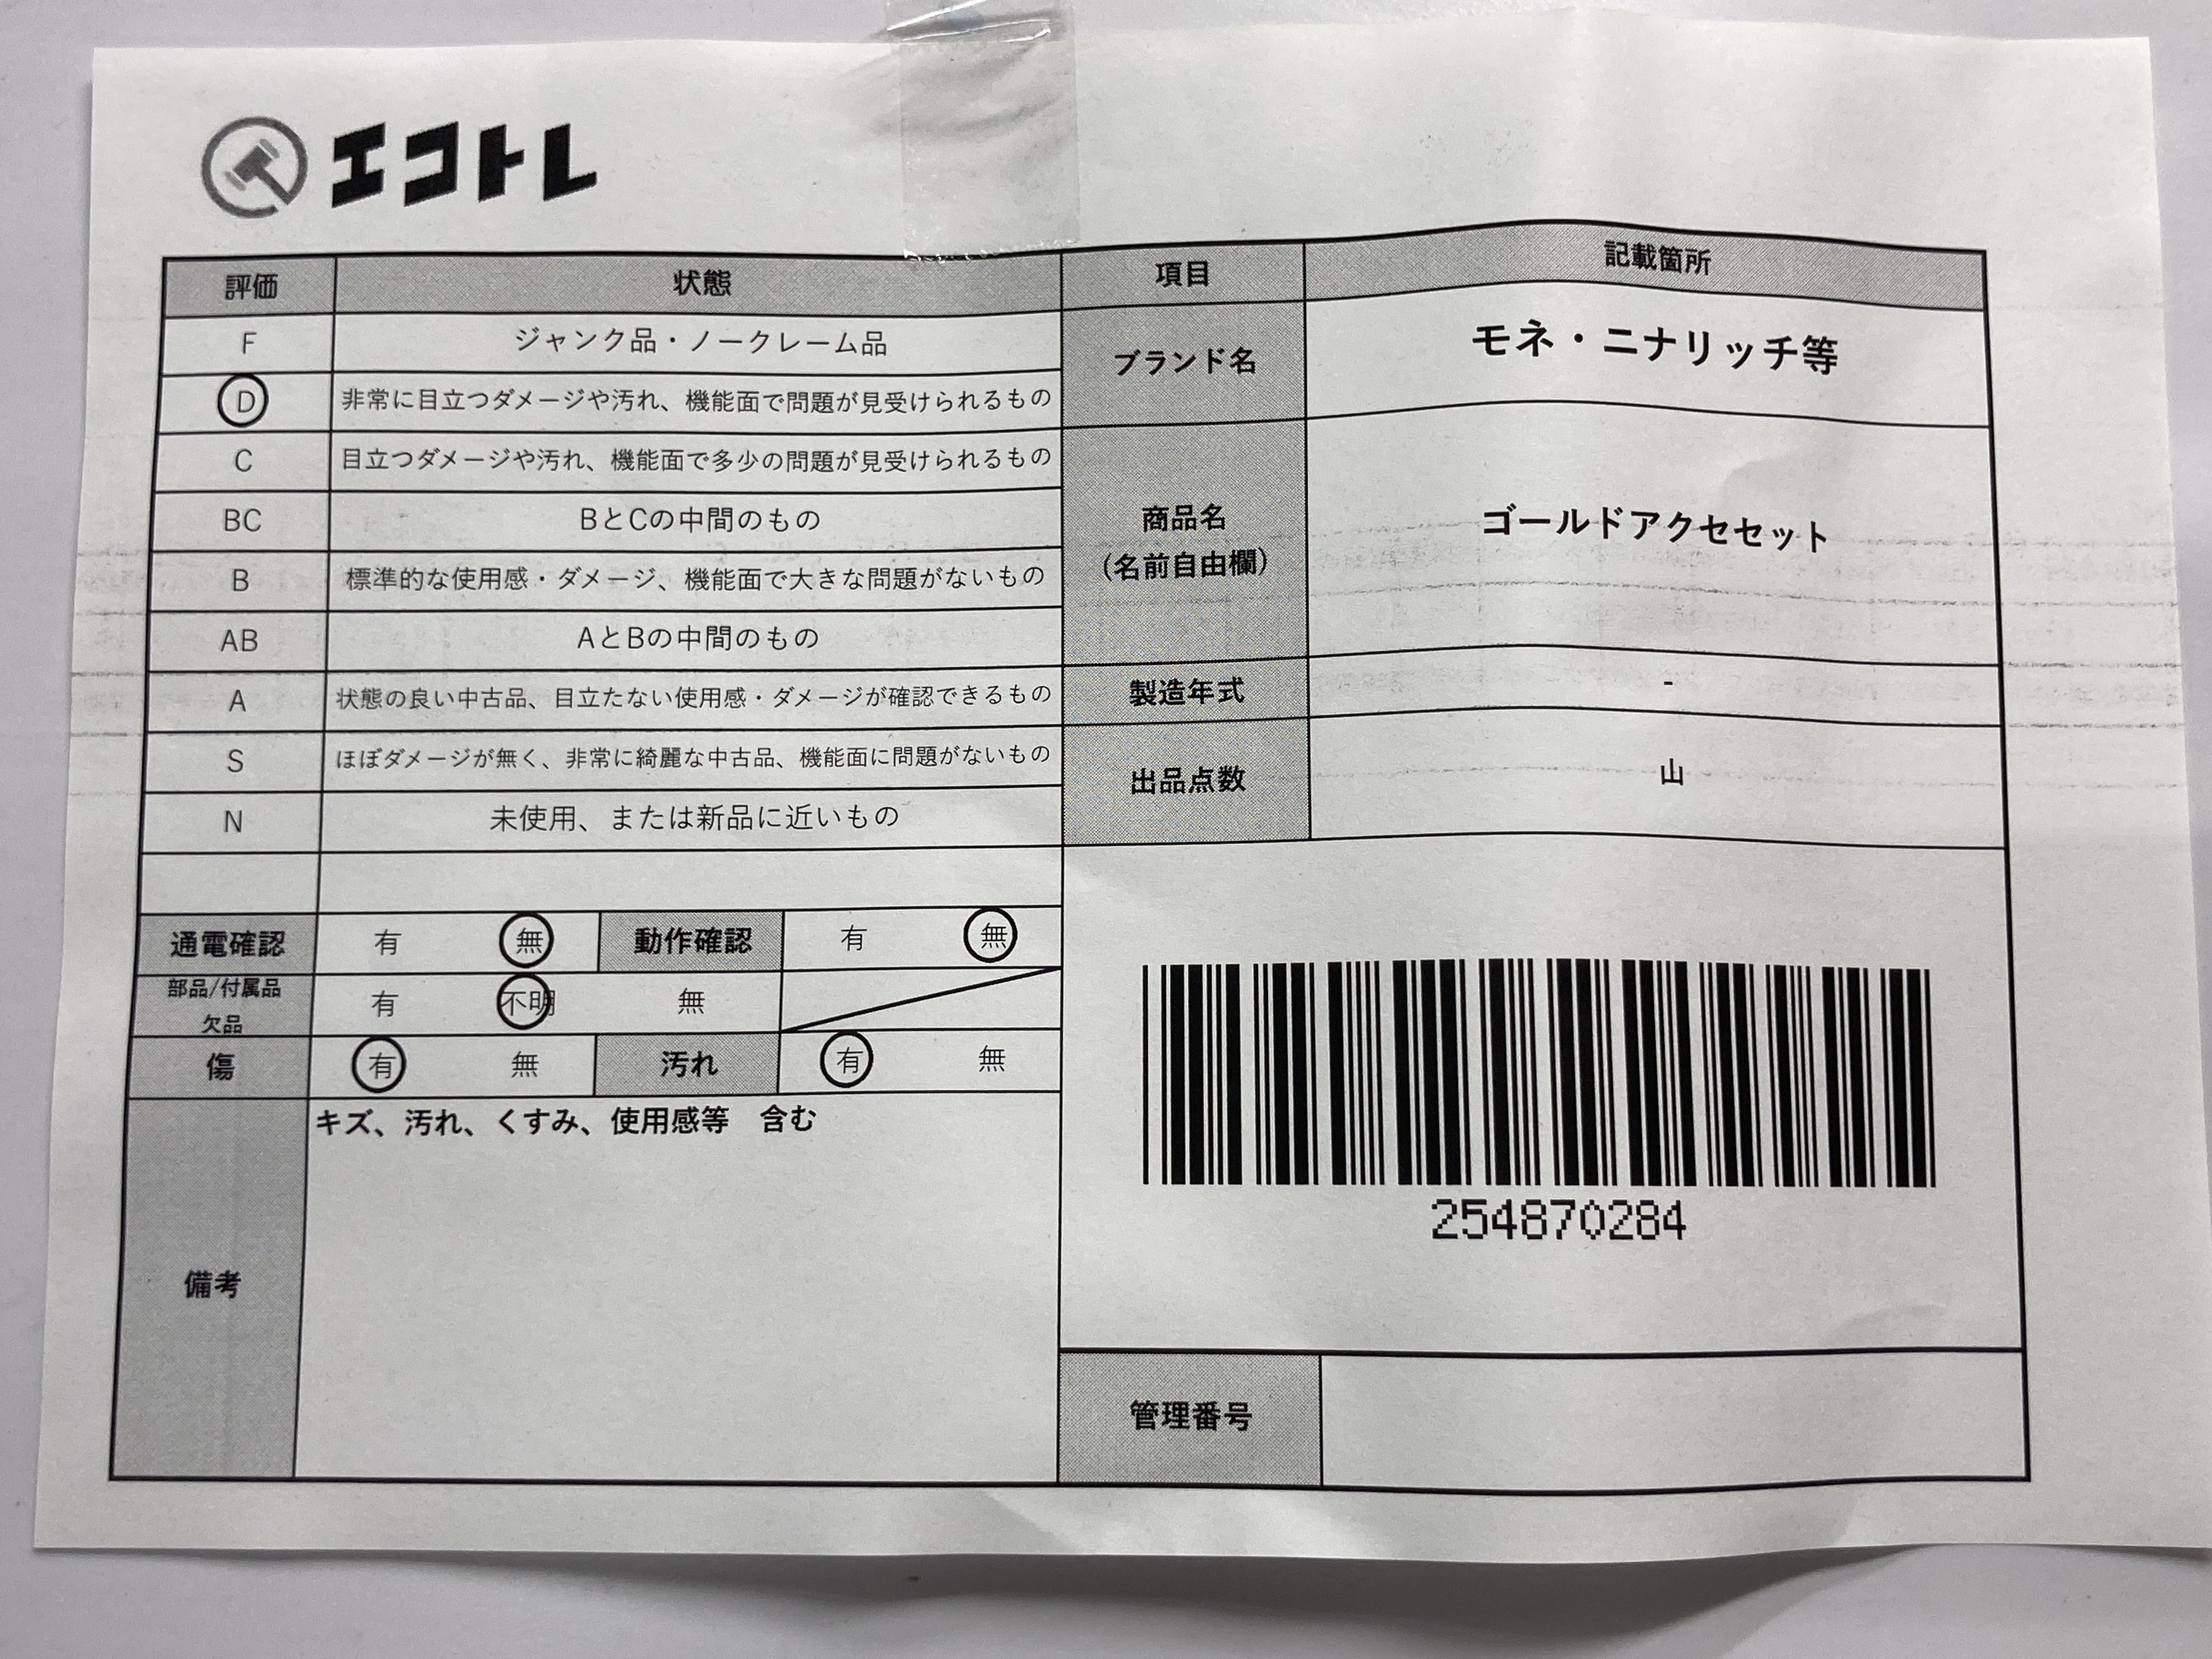 エコトレ
評価 状態 項目 記載箇所
F ジャンク品・ノークレーム品
ブランド名 モネ・ニナリッチ等
D 非常に目立つダメージや汚れ、機能面で問題が見受けられるもの
C 目立つダメージや汚れ、機能面で多少の問題が見受けられるもの
商品名
(名前自由欄)
ゴールドアクセセット
BC BとCの中間のもの
B 標準的な使用感・ダメージ、機能面で大きな問題がないもの
AB AとBの中間のもの
A 状態の良い中古品、目立たない使用感・ダメージが確認できるもの
製造年式 -
S ほぼダメージが無く、非常に綺麗な中古品、機能面に問題がないもの
出品点数 山
N 未使用、または新品に近いもの
通電確認 有 無 動作確認 有 無
部品/付属品
欠品
有 不明 無
傷 有 無 汚れ 有 無
備考
キズ、汚れ、くすみ、使用感等 含む
254870284
管理番号